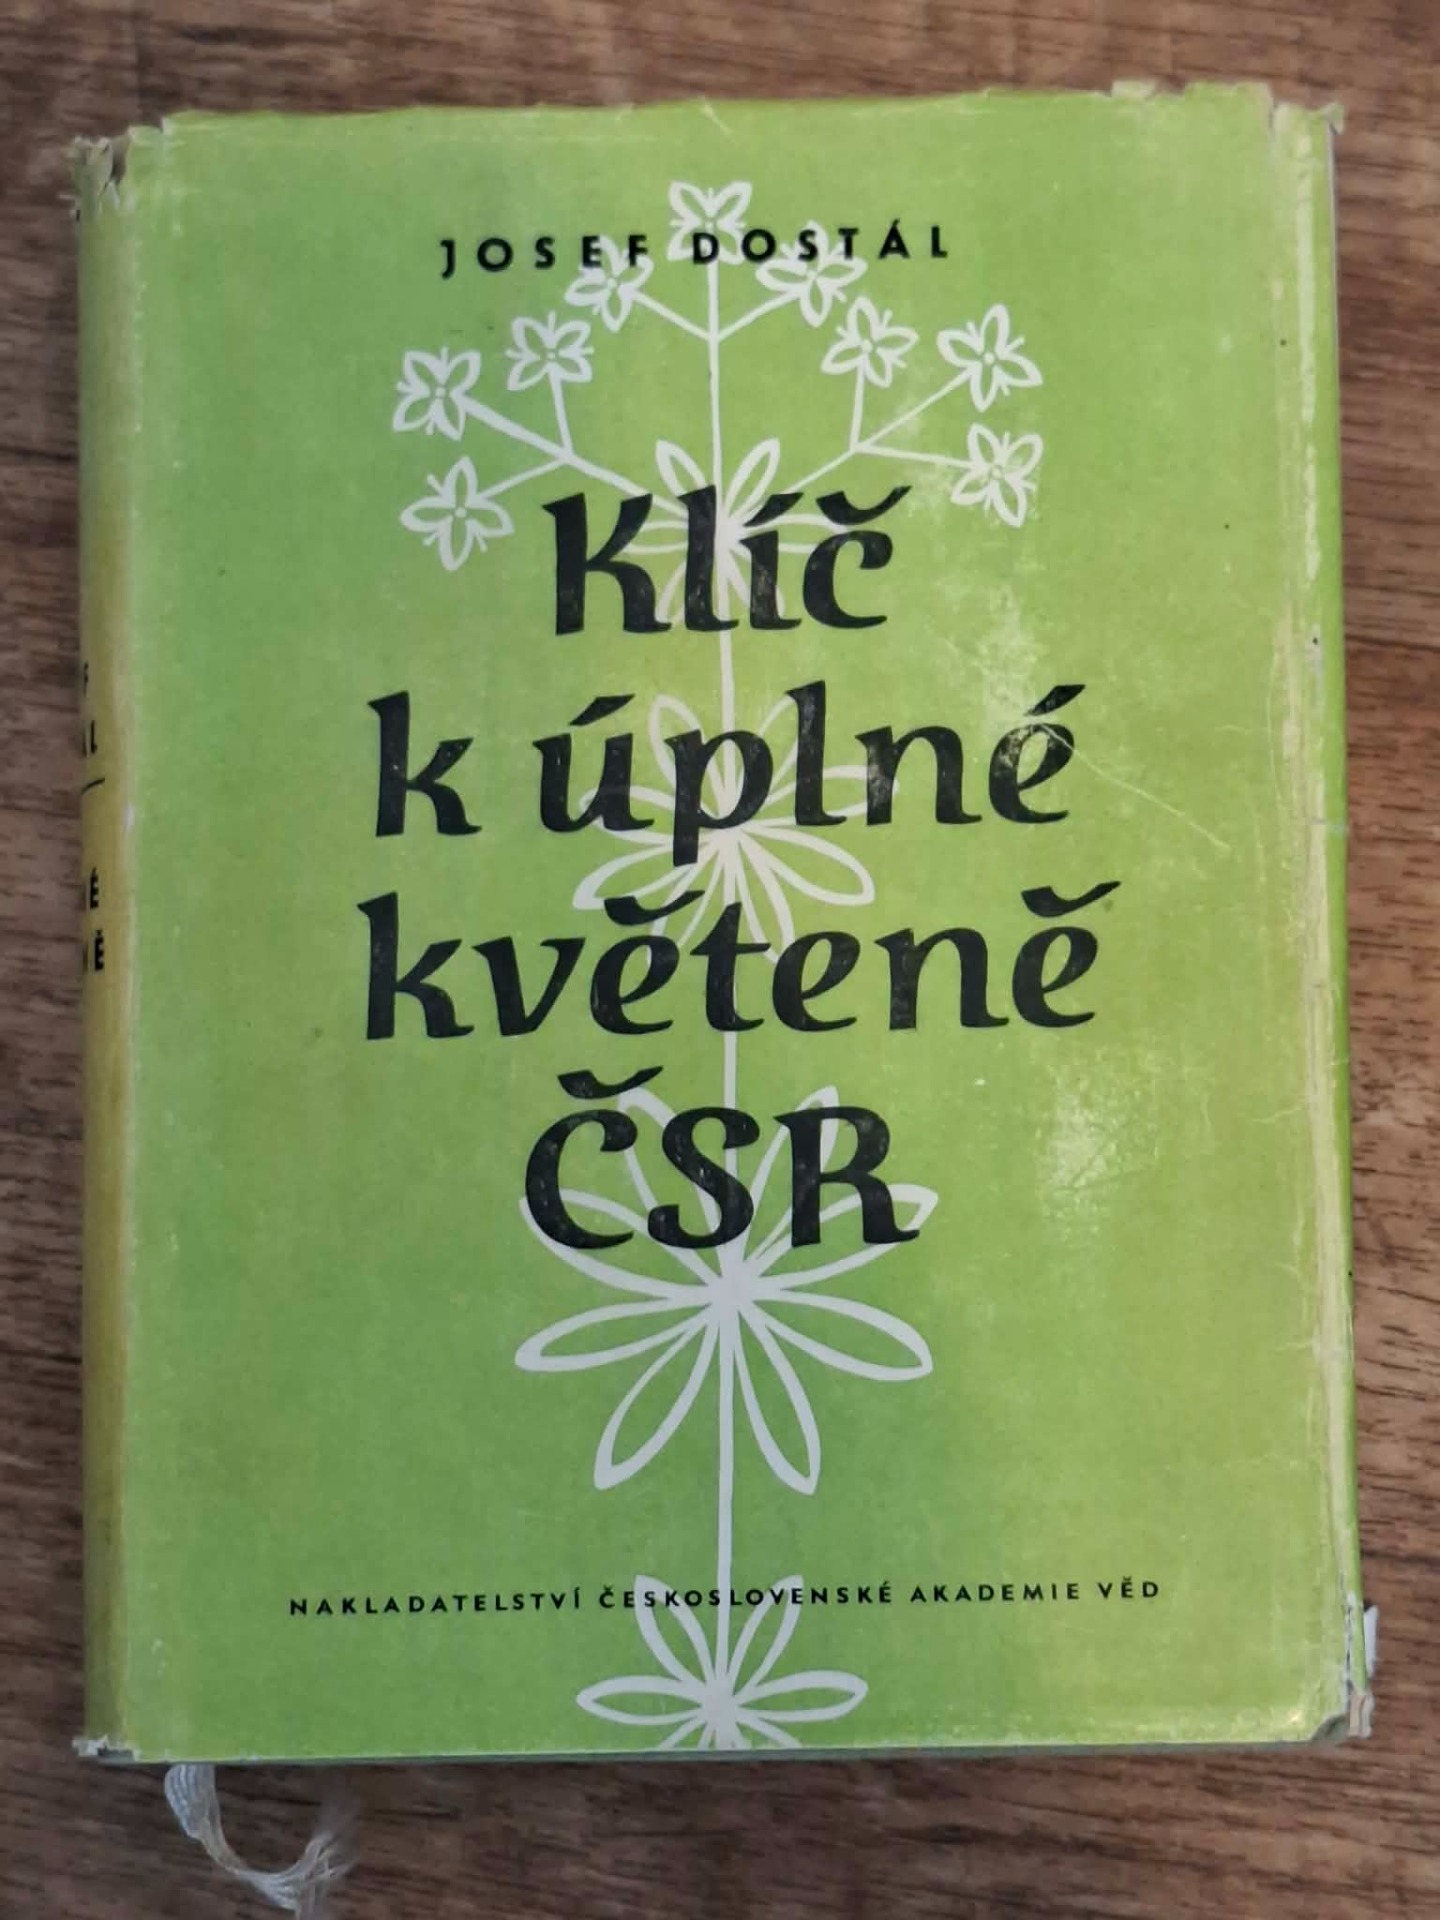 JOSEF DOSTÁL
Klíč
k úplné
květeně
ČSR
NAKLADATELSTVÍ ČESKOSLOVENSKÉ AKADEMIE VĚD